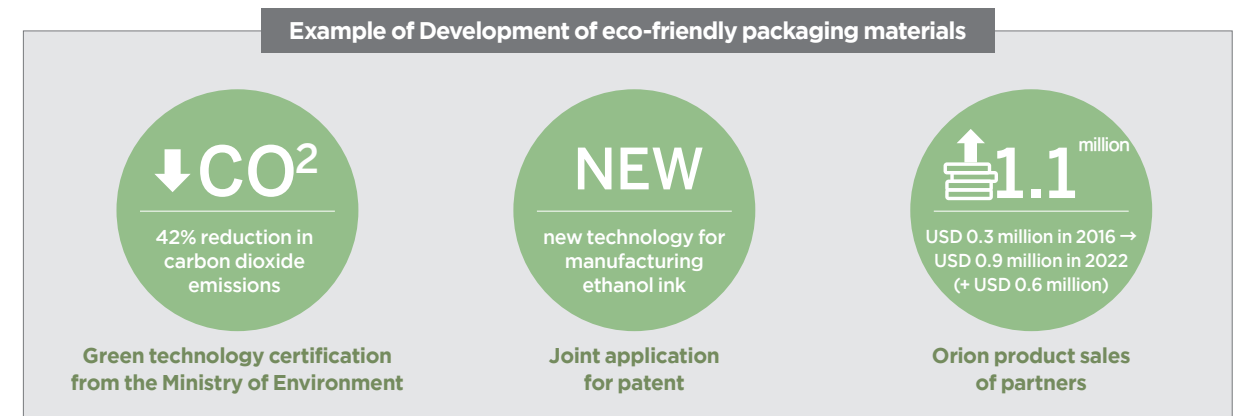 Example of Development of eco-friendly packaging materials
CO²
42% reduction in
carbon dioxide
emissions
Green technology certification
from the Ministry of Environment
NEW
new technology for
manufacturing
ethanol ink
Joint application
for patent
1.1 million
USD 0.3 million in 2016 →
USD 0.9 million in 2022
(+ USD 0.6 million)
Orion product sales
of partners